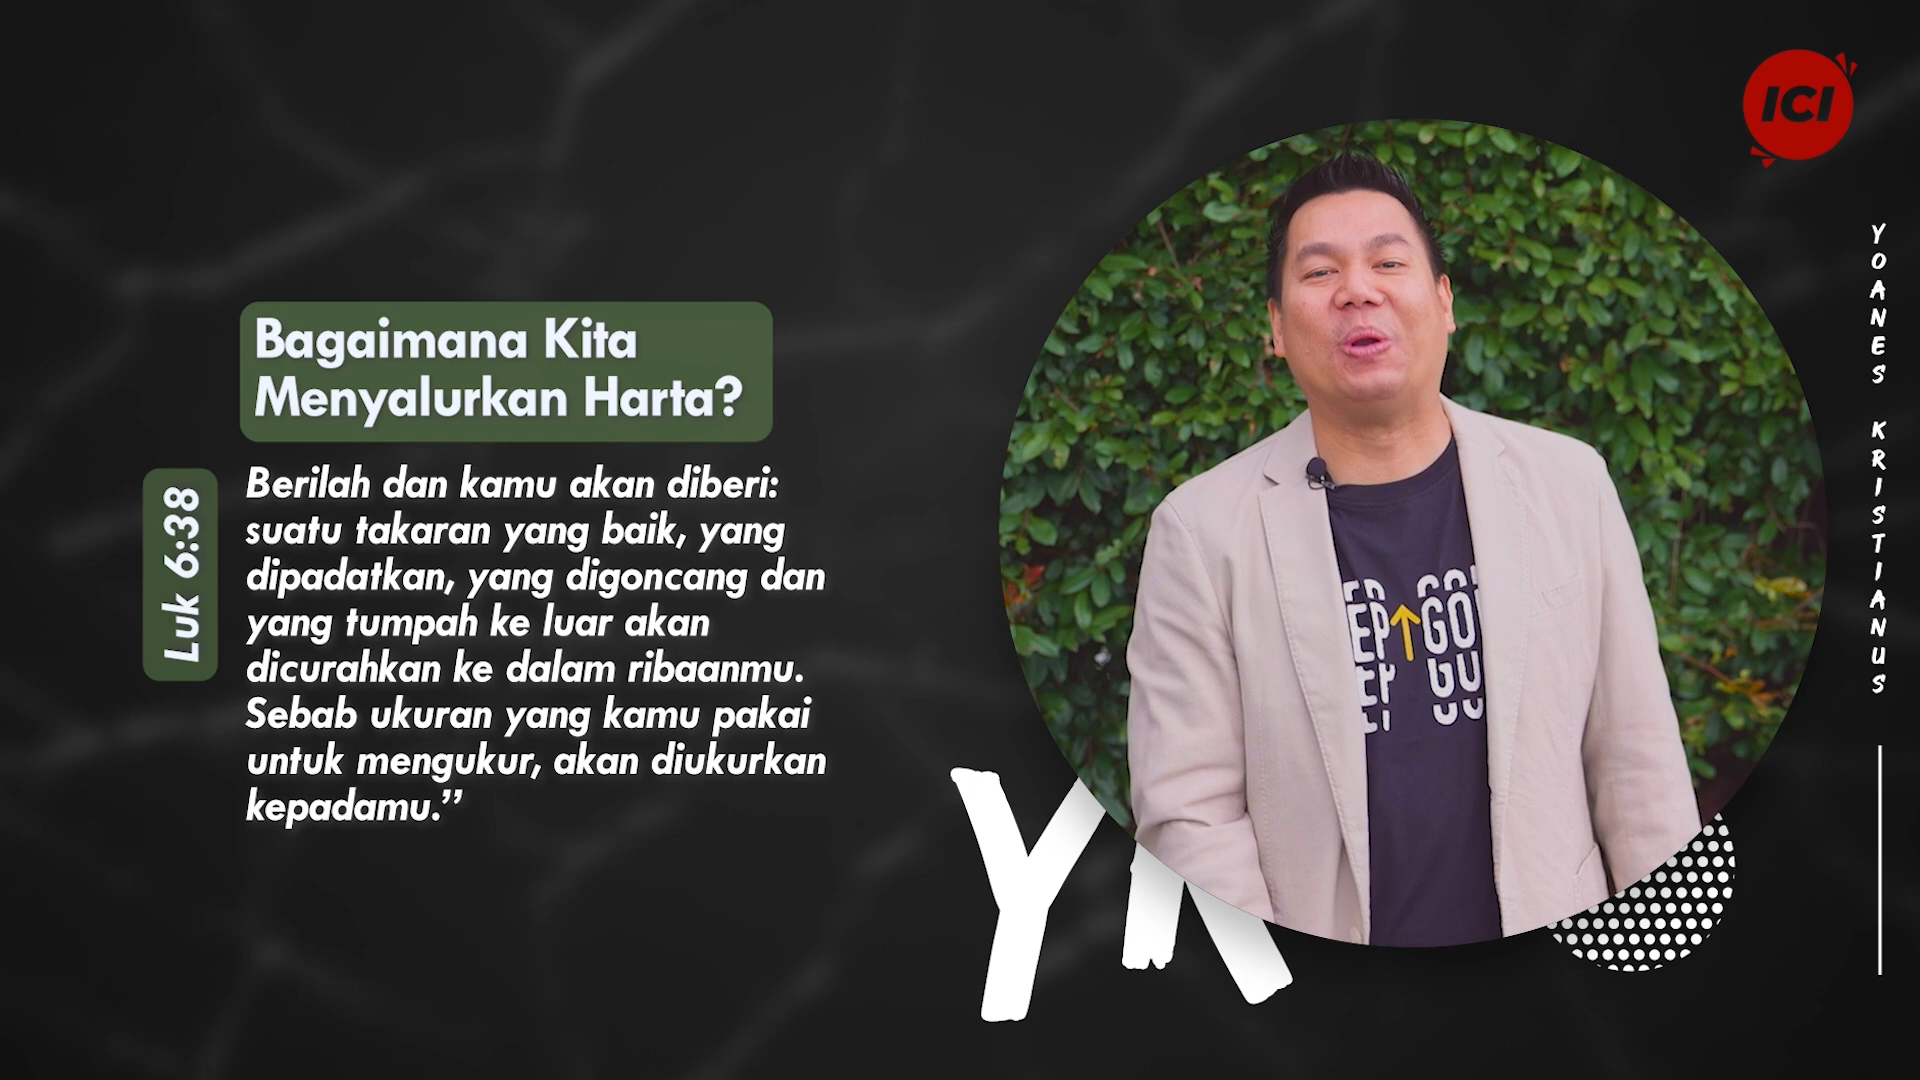 ICI
Bagaimana Kita
Menyalurkan Harta?
Luk 6:38
Berilah dan kamu akan diberi:
suatu takaran yang baik, yang
dipadatkan, yang digoncang dan
yang tumpah ke luar akan
dicurahkan ke dalam ribaanmu.
Sebab ukuran yang kamu pakai
untuk mengukur, akan diukurkan
kepadamu.”
YOANES KRISTIANUS
YK